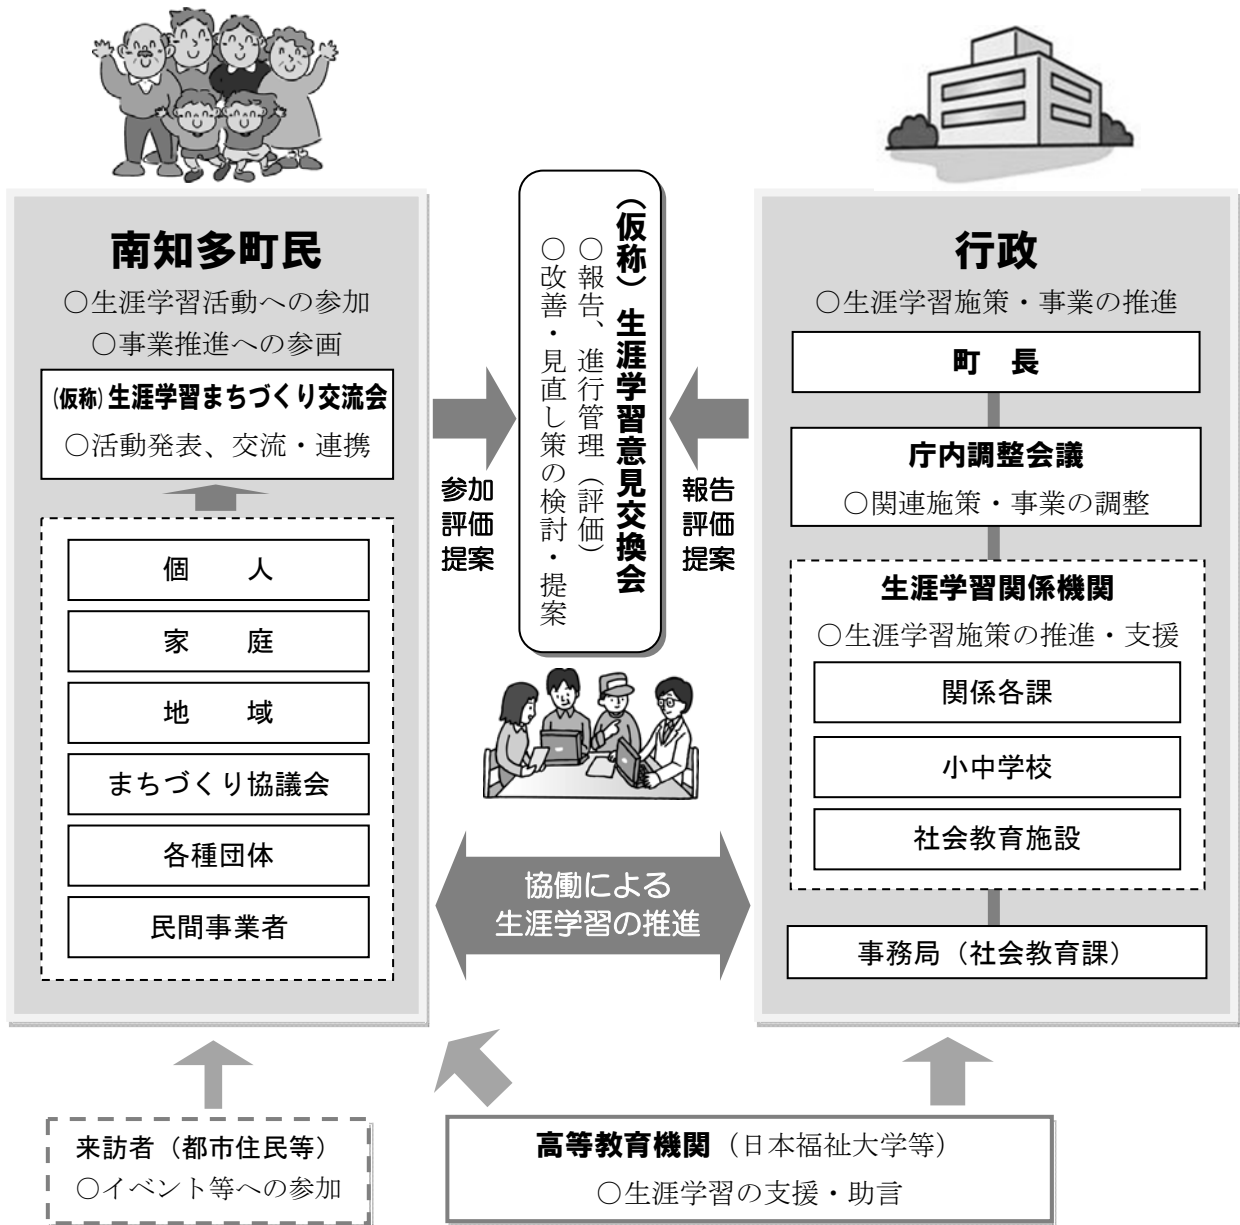 南知多町民
○生涯学習活動への参加
○事業推進への参画
(仮称)生涯学習まちづくり交流会
○活動発表、交流・連携
個　人
家　庭
地　域
まちづくり協議会
各種団体
民間事業者
参加
評価
提案
(仮称)生涯学習意見交換会
○報告、進行管理(評価)
○改善・見直し策の検討・提案
報告
評価
提案
協働による
生涯学習の推進
行政
○生涯学習施策・事業の推進
町　長
庁内調整会議
○関連施策・事業の調整
生涯学習関係機関
○生涯学習施策の推進・支援
関係各課
小中学校
社会教育施設
事務局（社会教育課）
来訪者（都市住民等）
○イベント等への参加
高等教育機関（日本福祉大学等）
○生涯学習の支援・助言